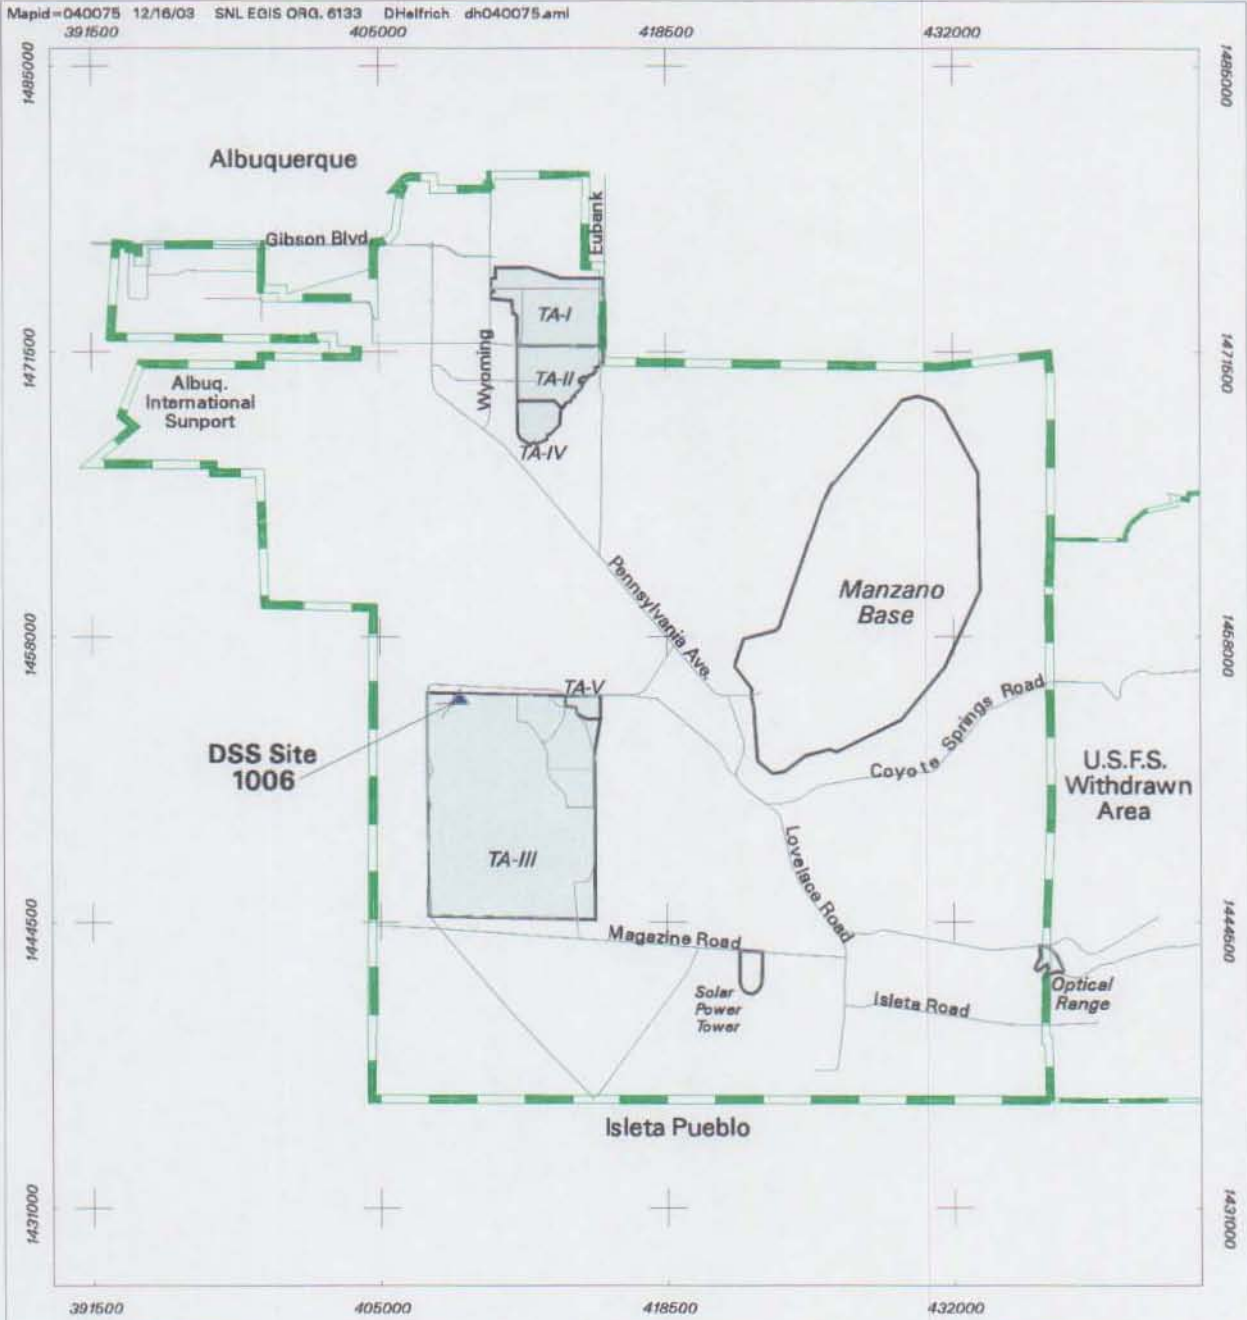 Mapid=040075 12/16/03 SNL EGIS ORG. 6133 DHelfrich dh040075.aml
391500 405000 418500 432000
1485000
1485000
Albuquerque
Eubank
Gibson Blvd
TA-I
1471500
1471500
Wyoming
TA-II
Albuq.
International
Sunport
TA-IV
Pennsylvania Ave.
Manzano
Base
1458000
1458000
TA-V
Coyote Springs Road
DSS Site
1006
U.S.F.S.
Withdrawn
Area
TA-III
Lovelace Road
1444500
1444500
Magazine Road
Solar
Power
Tower
Isleta Road
Optical
Range
Isleta Pueblo
1431000
1431000
391500 405000 418500 432000